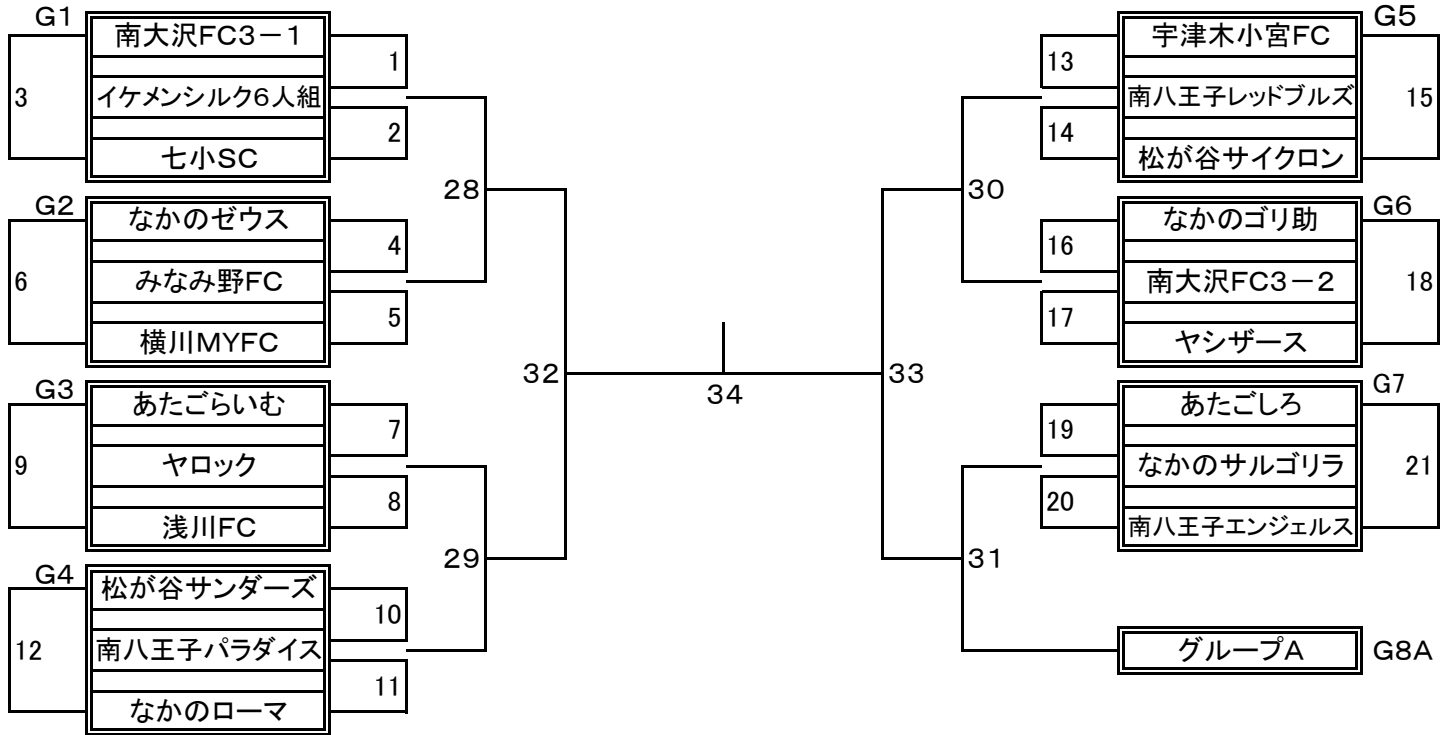 G1
南大沢FC3－1
1
3
イケメンシルク6人組
2
七小SC
28
G2
なかのゼウス
4
6
みなみ野FC
5
横川MYFC
32
G3
あたごらいむ
7
9
ヤロック
8
浅川FC
29
G4
松が谷サンダーズ
10
12
南八王子パラダイス
11
なかのローマ
34
G5
宇津木小宮FC
13
南八王子レッドブルズ
15
14
松が谷サイクロン
30
G6
なかのゴリ助
16
南大沢FC3－2
18
17
ヤシザース
33
G7
あたごしろ
19
なかのサルゴリラ
21
20
南八王子エンジェルス
31
グループA
G8A